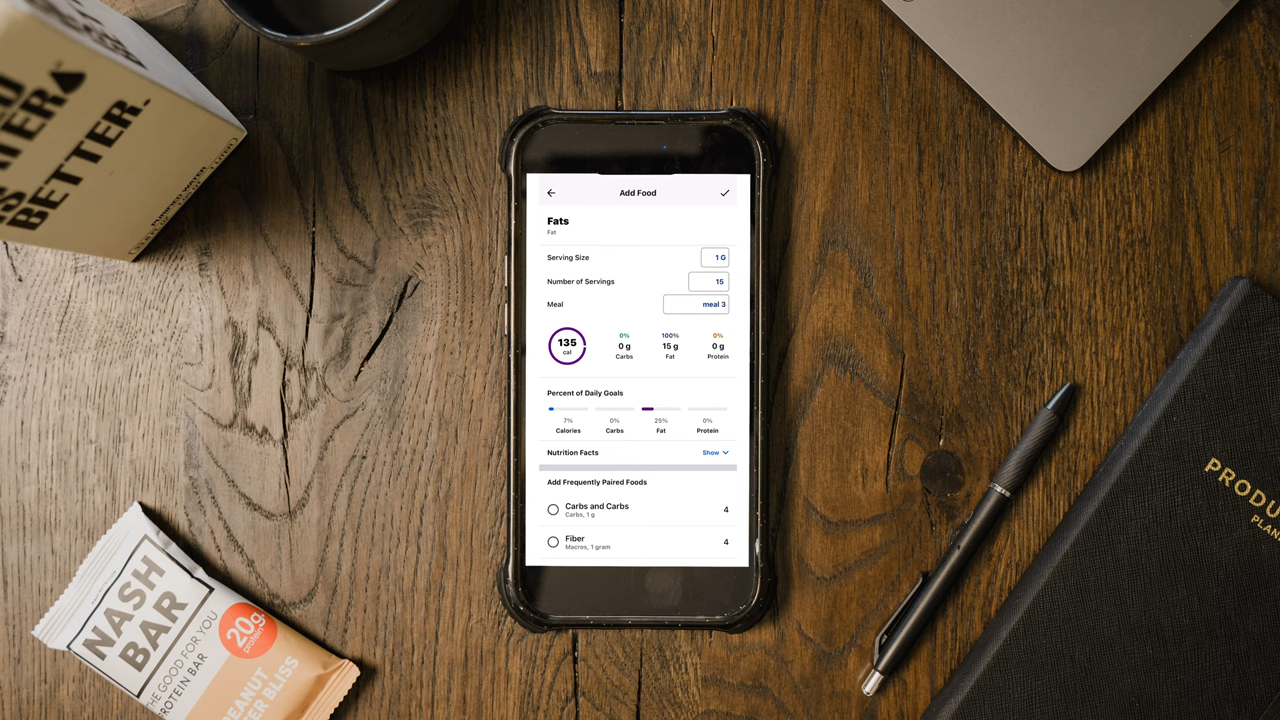 BETTER.
PURIFIED WATER
Add Food
Fats
Fat
Serving Size
1 G
Number of Servings
15
Meal
meal 3
135
cal
0%
0 g
Carbs
100%
15 g
Fat
0%
0 g
Protein
Percent of Daily Goals
7%
Calories
0%
Carbs
25%
Fat
0%
Protein
Nutrition Facts
Show
Add Frequently Paired Foods
Carbs and Carbs
Carbs, 1 g
4
Fiber
Macros, 1 gram
4
NASH
BAR
THE GOOD FOR YOU
PROTEIN BAR
20g
protein
BLISS